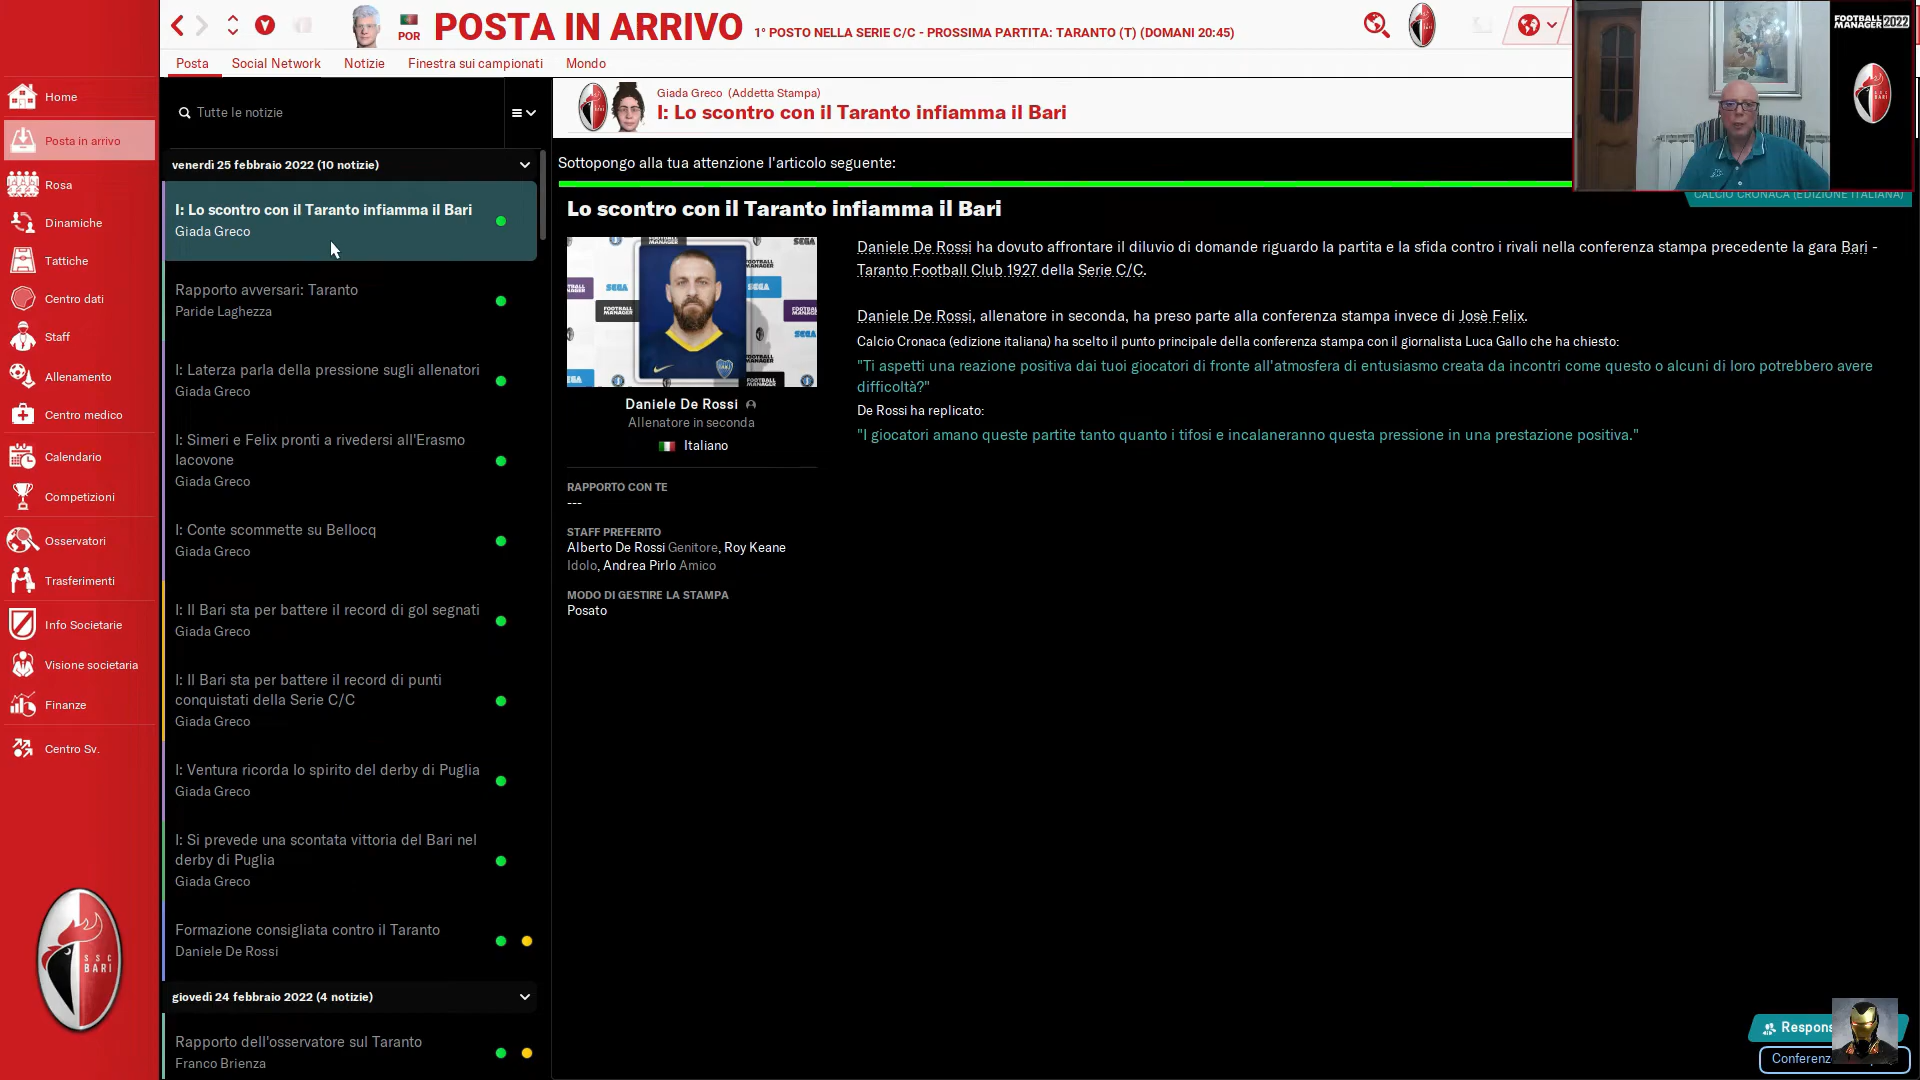 POR
POSTA IN ARRIVO
1° POSTO NELLA SERIE C/C - PROSSIMA PARTITA: TARANTO (T) (DOMANI 20:45)
FOOTBALL MANAGER 2022
Posta
Social Network
Notizie
Finestra sui campionati
Mondo
Home
Posta in arrivo
Rosa
Dinamiche
Tattiche
Centro dati
Staff
Allenamento
Centro medico
Calendario
Competizioni
Osservatori
Trasferimenti
Info Societarie
Visione societaria
Finanze
Centro Sv.
SSC
BARI
Tutte le notizie
venerdì 25 febbraio 2022 (10 notizie)
I: Lo scontro con il Taranto infiamma il Bari
Giada Greco
Rapporto avversari: Taranto
Paride Laghezza
I: Laterza parla della pressione sugli allenatori
Giada Greco
I: Simeri e Felix pronti a rivedersi all'Erasmo
Iacovone
Giada Greco
I: Conte scommette su Bellocq
Giada Greco
I: Il Bari sta per battere il record di gol segnati
Giada Greco
I: Il Bari sta per battere il record di punti
conquistati della Serie C/C
Giada Greco
I: Ventura ricorda lo spirito del derby di Puglia
Giada Greco
I: Si prevede una scontata vittoria del Bari nel
derby di Puglia
Giada Greco
Formazione consigliata contro il Taranto
Daniele De Rossi
giovedì 24 febbraio 2022 (4 notizie)
Rapporto dell'osservatore sul Taranto
Franco Brienza
Giada Greco (Addetta Stampa)
I: Lo scontro con il Taranto infiamma il Bari
Sottopongo alla tua attenzione l'articolo seguente:
CALCIO CRONACA (EDIZIONE ITALIANA)
Lo scontro con il Taranto infiamma il Bari
Daniele De Rossi
Allenatore in seconda
Italiano
RAPPORTO CON TE
---
STAFF PREFERITO
Alberto De Rossi Genitore, Roy Keane
Idolo, Andrea Pirlo Amico
MODO DI GESTIRE LA STAMPA
Posato
Daniele De Rossi ha dovuto affrontare il diluvio di domande riguardo la partita e la sfida contro i rivali nella conferenza stampa precedente la gara Bari -
Taranto Football Club 1927 della Serie C/C.
Daniele De Rossi, allenatore in seconda, ha preso parte alla conferenza stampa invece di Josè Felix.
Calcio Cronaca (edizione italiana) ha scelto il punto principale della conferenza stampa con il giornalista Luca Gallo che ha chiesto:
"Ti aspetti una reazione positiva dai tuoi giocatori di fronte all'atmosfera di entusiasmo creata da incontri come questo o alcuni di loro potrebbero avere
difficoltà?"
De Rossi ha replicato:
"I giocatori amano queste partite tanto quanto i tifosi e incalaneranno questa pressione in una prestazione positiva."